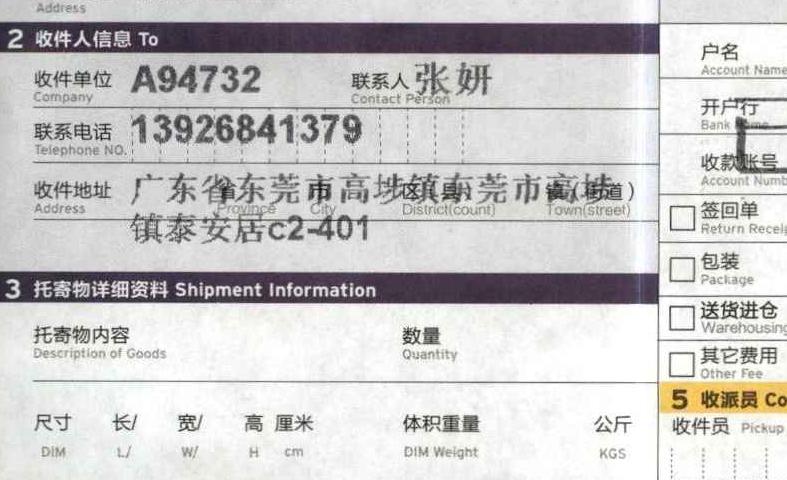 Address
2 收件人信息 To
收件单位 A94732 联系人 张妍
Company Contact Person
联系电话 13926841379
Telephone NO.
收件地址 广东省东莞市高埗镇东莞市高埗 省 市 区(县) 镇(街道)
Address Province City District(count) Town(street)
镇泰安店c2-401
3 托寄物详细资料 Shipment Information
托寄物内容 数量
Description of Goods Quantity
尺寸 长/ 宽/ 高 厘米 体积重量 公斤
DIM L/ W/ H cm DIM Weight KGS
户名
Account Name
开户行
Bank Name
收款账号
Account Numb
签回单
Return Receip
包装
Package
送货进仓
Warehousing
其它费用
Other Fee
5 收派员 Co
收件员 Pickup